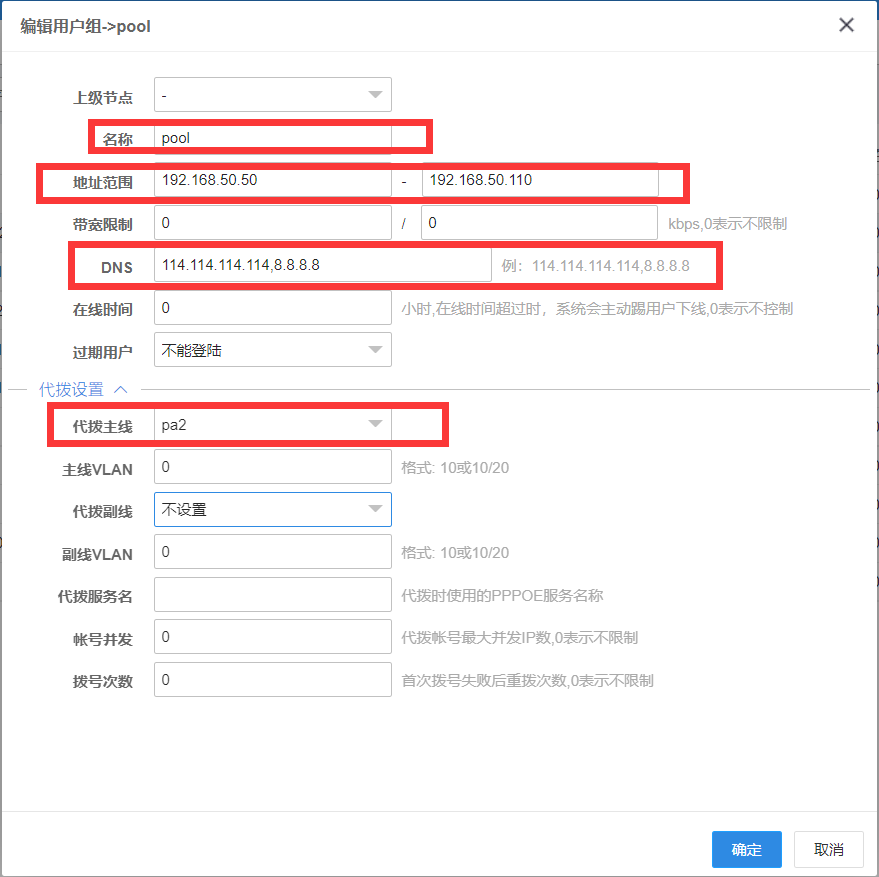 编辑用户组->pool
上级节点 -
名称 pool
地址范围 192.168.50.50 - 192.168.50.110
带宽限制 0 / 0 kbps,0表示不限制
DNS 114.114.114.114,8.8.8.8 例：114.114.114.114,8.8.8.8
在线时间 0 小时,在线时间超过时，系统会主动踢用户下线,0表示不控制
过期用户 不能登陆
代拨设置
代拨主线 pa2
主线VLAN 0 格式: 10或10/20
代拨副线 不设置
副线VLAN 0 格式: 10或10/20
代拨服务名 代拨时使用的PPPOE服务名称
帐号并发 0 代拨帐号最大并发IP数,0表示不限制
拨号次数 0 首次拨号失败后重拨次数,0表示不限制
确定 取消